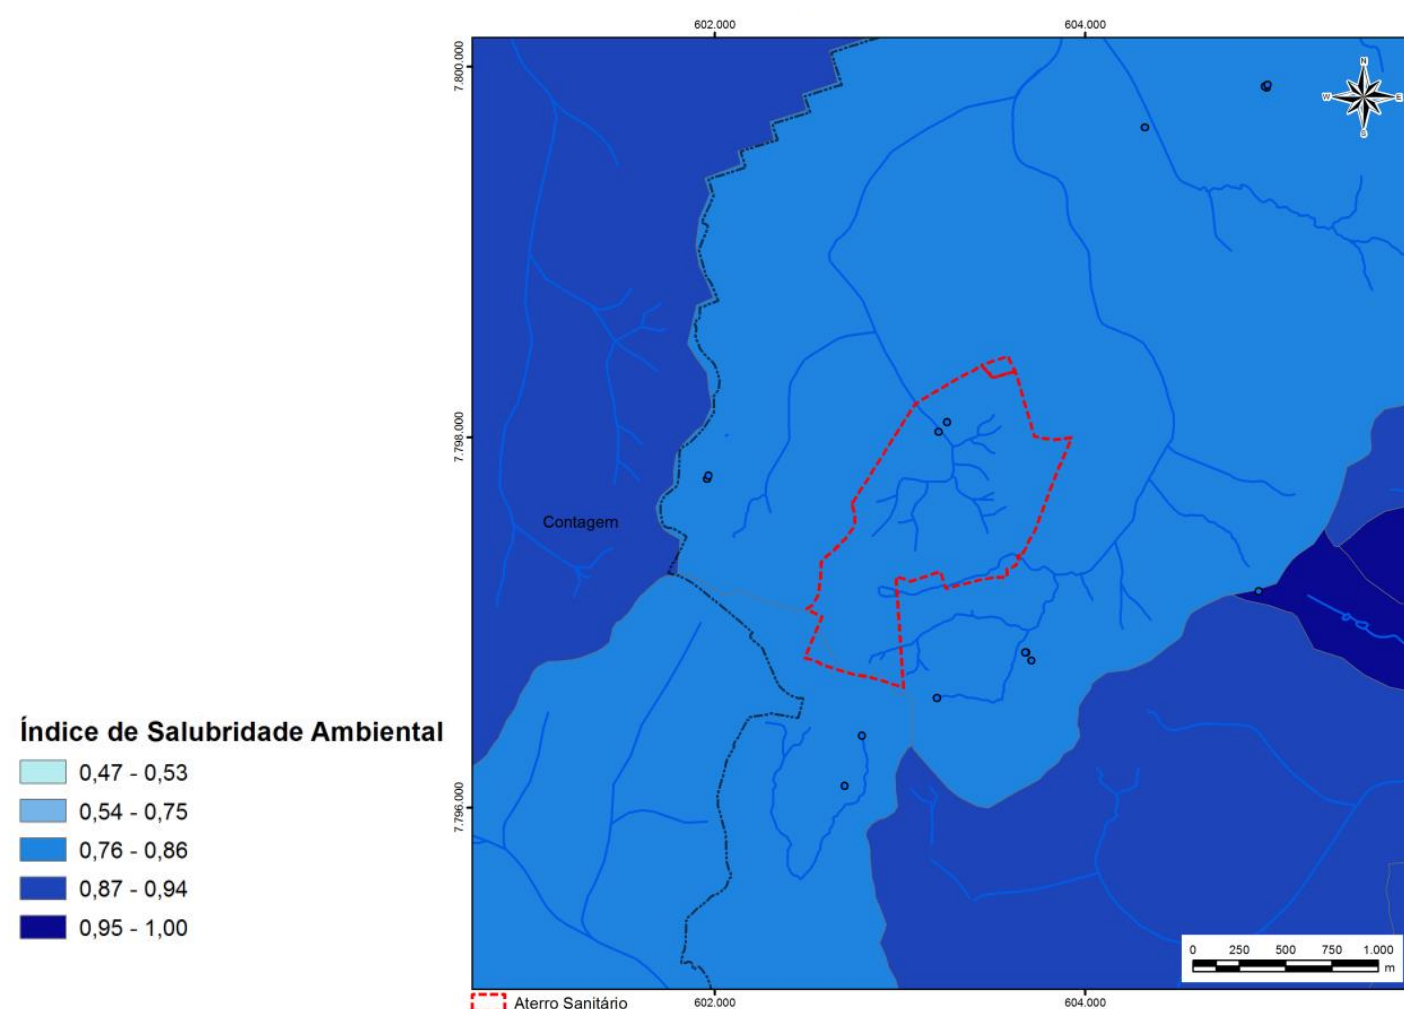 602.000
604.000
7.800.000
N
W
E
S
7.798.000
Contagem
7.796.000
Índice de Salubridade Ambiental
0,47 - 0,53
0,54 - 0,75
0,76 - 0,86
0,87 - 0,94
0,95 - 1,00
0 250 500 750 1.000
m
Aterro Sanitário
602.000
604.000